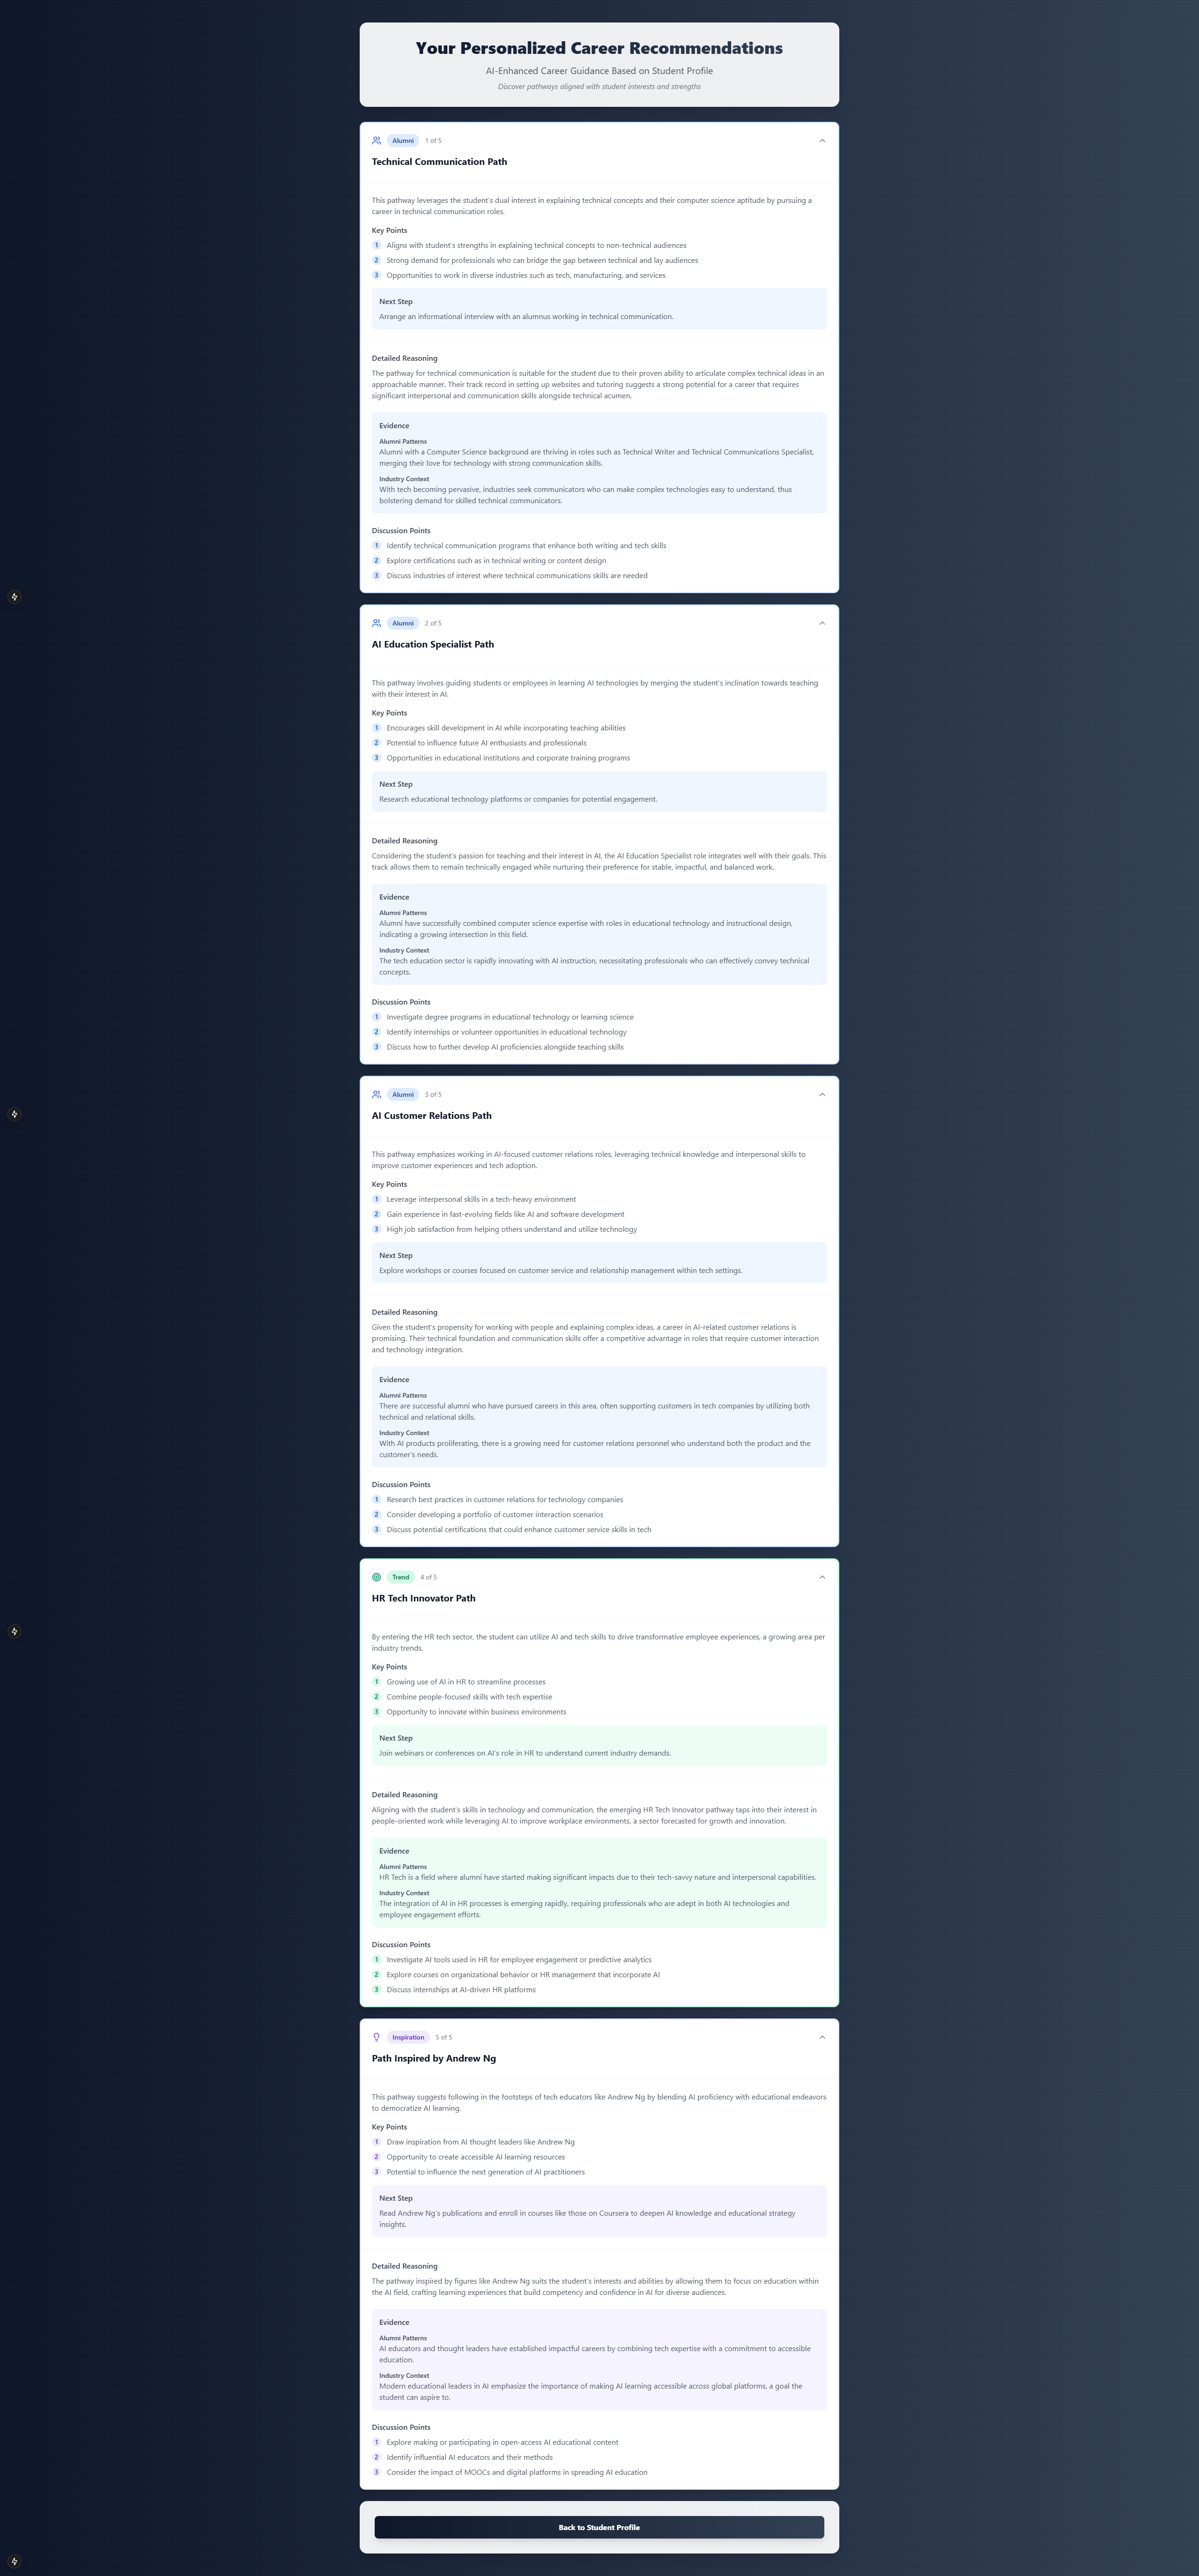 Your Personalized Career Recommendations
AI-Enhanced Career Guidance Based on Student Profile
Discover pathways aligned with student interests and strengths
Alumni 1 of 5
Technical Communication Path
This pathway leverages the student's dual interest in explaining technical concepts and their computer science aptitude by pursuing a
career in technical communication roles.
Key Points
1 Aligns with student's strengths in explaining technical concepts to non-technical audiences
2 Strong demand for professionals who can bridge the gap between technical and lay audiences
3 Opportunities to work in diverse industries such as tech, manufacturing, and services
Next Step
Arrange an informational interview with an alumnus working in technical communication.
Detailed Reasoning
The pathway for technical communication is suitable for the student due to their proven ability to articulate complex technical ideas in an
approachable manner. Their track record in setting up websites and tutoring suggests a strong potential for a career that requires
significant interpersonal and communication skills alongside technical acumen.
Evidence
Alumni Patterns
Alumni with a Computer Science background are thriving in roles such as Technical Writer and Technical Communications Specialist,
merging their love for technology with strong communication skills.
Industry Context
With tech becoming pervasive, industries seek communicators who can make complex technologies easy to understand, thus
bolstering demand for skilled technical communicators.
Discussion Points
1 Identify technical communication programs that enhance both writing and tech skills
2 Explore certifications such as in technical writing or content design
3 Discuss industries of interest where technical communications skills are needed
Alumni 2 of 5
AI Education Specialist Path
This pathway involves guiding students or employees in learning AI technologies by merging the student's inclination towards teaching
with their interest in AI.
Key Points
1 Encourages skill development in AI while incorporating teaching abilities
2 Potential to influence future AI enthusiasts and professionals
3 Opportunities in educational institutions and corporate training programs
Next Step
Research educational technology platforms or companies for potential engagement.
Detailed Reasoning
Considering the student's passion for teaching and their interest in AI, the AI Education Specialist role integrates well with their goals. This
track allows them to remain technically engaged while nurturing their preference for stable, impactful, and balanced work.
Evidence
Alumni Patterns
Alumni have successfully combined computer science expertise with roles in educational technology and instructional design,
indicating a growing intersection in this field.
Industry Context
The tech education sector is rapidly innovating with AI instruction, necessitating professionals who can effectively convey technical
concepts.
Discussion Points
1 Investigate degree programs in educational technology or learning science
2 Identify internships or volunteer opportunities in educational technology
3 Discuss how to further develop AI proficiencies alongside teaching skills
Alumni 3 of 5
AI Customer Relations Path
This pathway emphasizes working in AI-focused customer relations roles, leveraging technical knowledge and interpersonal skills to
improve customer experiences and tech adoption.
Key Points
1 Leverage interpersonal skills in a tech-heavy environment
2 Gain experience in fast-evolving fields like AI and software development
3 High job satisfaction from helping others understand and utilize technology
Next Step
Explore workshops or courses focused on customer service and relationship management within tech settings.
Detailed Reasoning
Given the student's propensity for working with people and explaining complex ideas, a career in AI-related customer relations is
promising. Their technical foundation and communication skills offer a competitive advantage in roles that require customer interaction
and technology integration.
Evidence
Alumni Patterns
There are successful alumni who have pursued careers in this area, often supporting customers in tech companies by utilizing both
technical and relational skills.
Industry Context
With AI products proliferating, there is a growing need for customer relations personnel who understand both the product and the
customer's needs.
Discussion Points
1 Research best practices in customer relations for technology companies
2 Consider developing a portfolio of customer interaction scenarios
3 Discuss potential certifications that could enhance customer service skills in tech
Trend 4 of 5
HR Tech Innovator Path
By entering the HR tech sector, the student can utilize AI and tech skills to drive transformative employee experiences, a growing area per
industry trends.
Key Points
1 Growing use of AI in HR to streamline processes
2 Combine people-focused skills with tech expertise
3 Opportunity to innovate within business environments
Next Step
Join webinars or conferences on AI's role in HR to understand current industry demands.
Detailed Reasoning
Aligning with the student's skills in technology and communication, the emerging HR Tech Innovator pathway taps into their interest in
people-oriented work while leveraging AI to improve workplace environments, a sector forecasted for growth and innovation.
Evidence
Alumni Patterns
HR Tech is a field where alumni have started making significant impacts due to their tech-savvy nature and interpersonal capabilities.
Industry Context
The integration of AI in HR processes is emerging rapidly, requiring professionals who are adept in both AI technologies and
employee engagement efforts.
Discussion Points
1 Investigate AI tools used in HR for employee engagement or predictive analytics
2 Explore courses on organizational behavior or HR management that incorporate AI
3 Discuss internships at AI-driven HR platforms
Inspiration 5 of 5
Path Inspired by Andrew Ng
This pathway suggests following in the footsteps of tech educators like Andrew Ng by blending AI proficiency with educational endeavors
to democratize AI learning.
Key Points
1 Draw inspiration from AI thought leaders like Andrew Ng
2 Opportunity to create accessible AI learning resources
3 Potential to influence the next generation of AI practitioners
Next Step
Read Andrew Ng's publications and enroll in courses like those on Coursera to deepen AI knowledge and educational strategy
insights.
Detailed Reasoning
The pathway inspired by figures like Andrew Ng suits the student's interests and abilities by allowing them to focus on education within
the AI field, crafting learning experiences that build competency and confidence in AI for diverse audiences.
Evidence
Alumni Patterns
AI educators and thought leaders have established impactful careers by combining tech expertise with a commitment to accessible
education.
Industry Context
Modern educational leaders in AI emphasize the importance of making AI learning accessible across global platforms, a goal the
student can aspire to.
Discussion Points
1 Explore making or participating in open-access AI educational content
2 Identify influential AI educators and their methods
3 Consider the impact of MOOCs and digital platforms in spreading AI education
Back to Student Profile